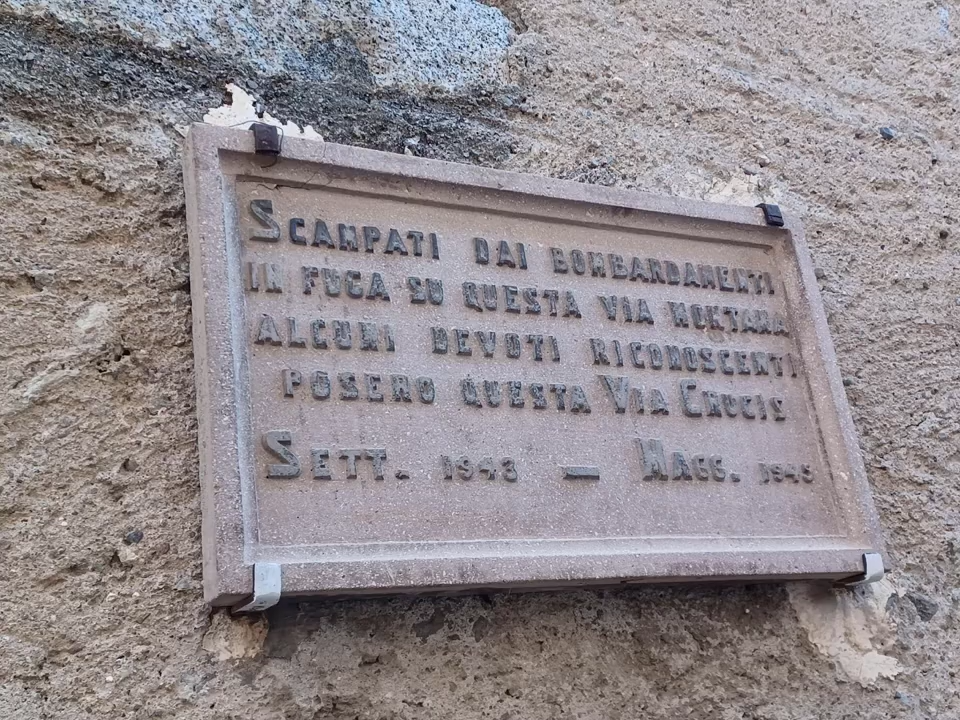 SCAMPATI DAI BOMBARDAMENTI
IN FUGA SU QUESTA VIA MONTANA
ALCUNI DEVOTI RICONOSCENTI
POSERO QUESTA VIA CRUCIS
SETT. 1943 — MAGG. 1945